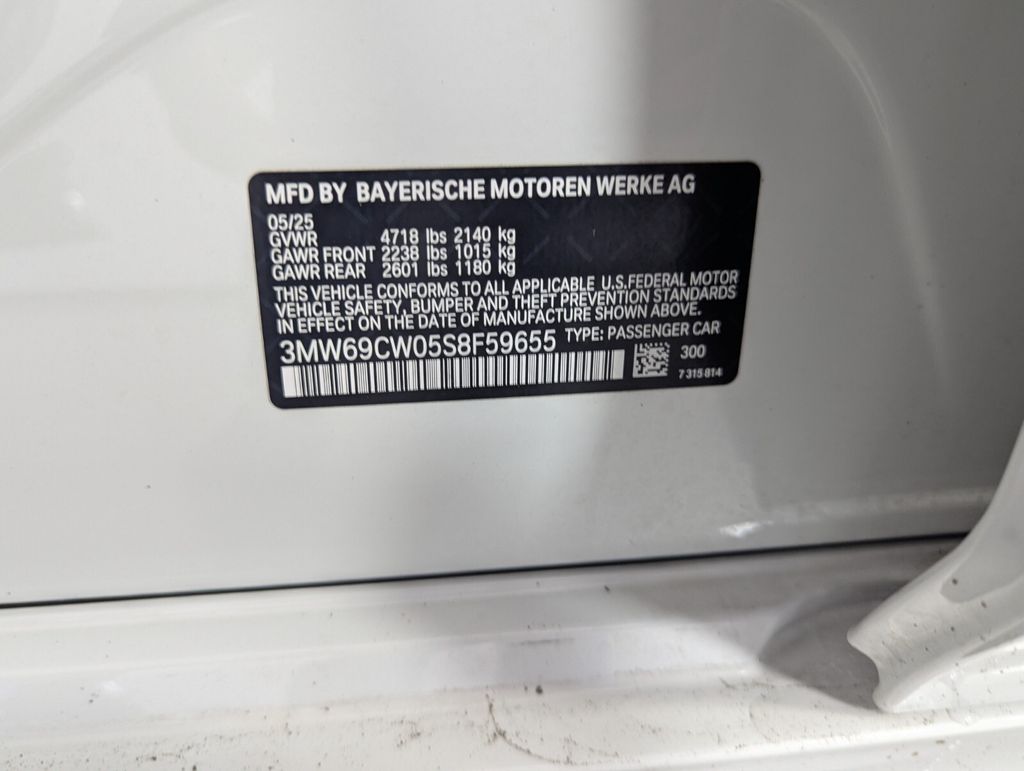 MFD BY BAYERISCHE MOTOREN WERKE AG
05/25
GVWR 4718 lbs 2140 kg
GAWR FRONT 2238 lbs 1015 kg
GAWR REAR 2601 lbs 1180 kg
THIS VEHICLE CONFORMS TO ALL APPLICABLE U.S.FEDERAL MOTOR
VEHICLE SAFETY, BUMPER AND THEFT PREVENTION STANDARDS
IN EFFECT ON THE DATE OF MANUFACTURE SHOWN ABOVE.
3MW69CW05S8F59655 TYPE: PASSENGER CAR
300
7 315 814